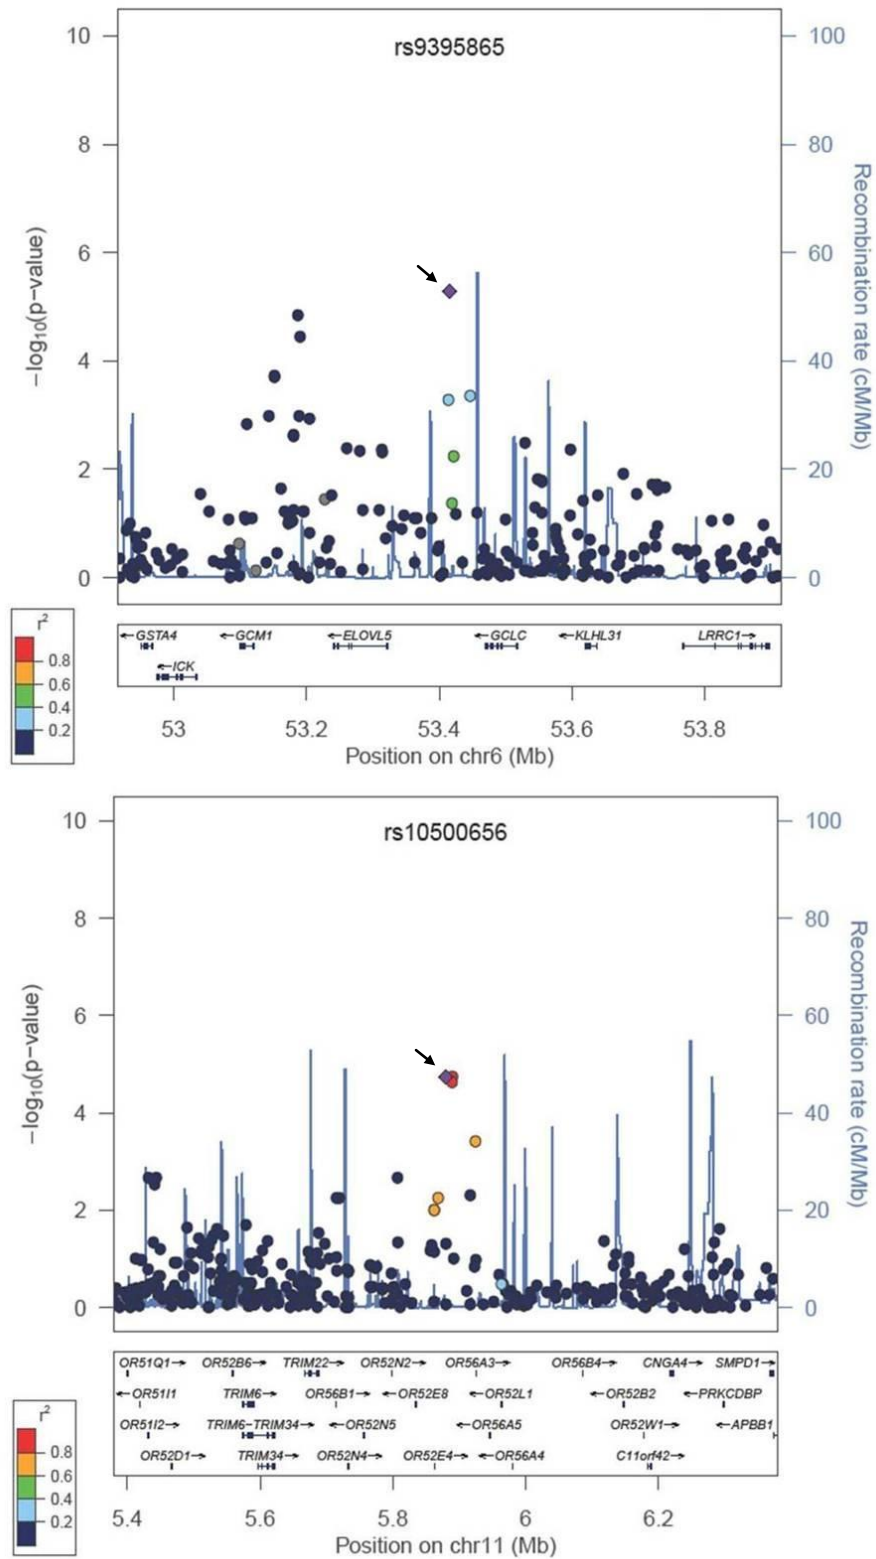 rs9395865
10
8
6
4
2
0
−log10(p−value)
100
80
60
40
20
0
Recombination rate (cM/Mb)
r2
0.8
0.6
0.4
0.2
←GSTA4 ←GCM1 ←ELOVL5 ←GCLC ←KLHL31 LRRC1→
←ICK
53 53.2 53.4 53.6 53.8
Position on chr6 (Mb)
rs10500656
10
8
6
4
2
0
−log10(p−value)
100
80
60
40
20
0
Recombination rate (cM/Mb)
r2
0.8
0.6
0.4
0.2
OR51Q1→ OR52B6→ TRIM22→ OR52N2→ OR56A3→ OR56B4→ CNGA4→ SMPD1→
←OR51I1 TRIM6→ OR56B1→ ←OR52E8 ←OR52L1 ←OR52B2 ←PRKCDBP
OR51I2→ TRIM6−TRIM34→ ←OR52N5 ←OR56A5 OR52W1→ ←APBB1
OR52D1→ TRIM34→ OR52N4→ OR52E4→ ←OR56A4 C11orf42→
5.4 5.6 5.8 6 6.2
Position on chr11 (Mb)